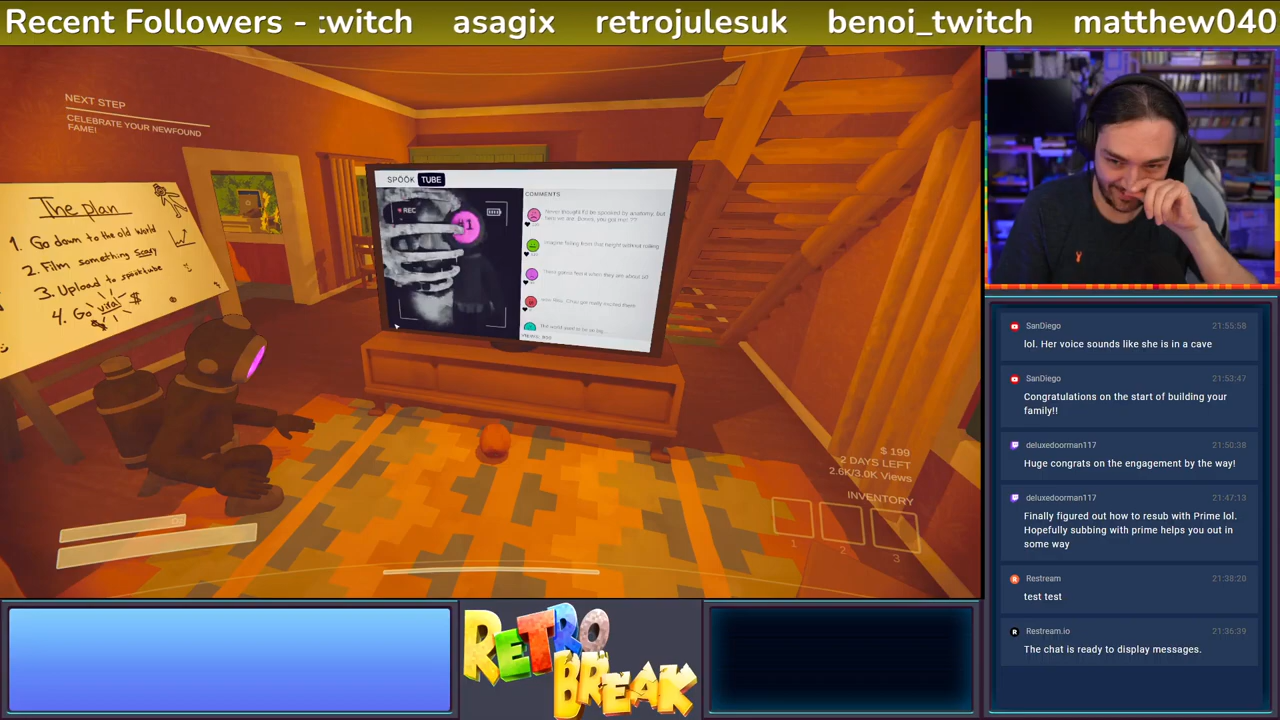 Recent Followers - :witch asagix retrojulesuk benoi_twitch matthew040
NEXT STEP
CELEBRATE YOUR NEWFOUND
FAME!
The plan
1. Go down to the old world
2. Film something scary
3. Upload to spöktube
4. Go viral
$
SPÖÖK TUBE
REC
1
COMMENTS
$ 199
2 DAYS LEFT
2.6K/3.0K Views
INVENTORY
1
2
3
SanDiego 21:55:58
lol. Her voice sounds like she is in a cave
SanDiego 21:53:47
Congratulations on the start of building your
family!!
deluxedoorman117 21:50:38
Huge congrats on the engagement by the way!
deluxedoorman117 21:47:13
Finally figured out how to resub with Prime lol.
Hopefully subbing with prime helps you out in
some way
Restream 21:38:20
test test
Restream.io 21:36:39
The chat is ready to display messages.
RETRO
BREAK